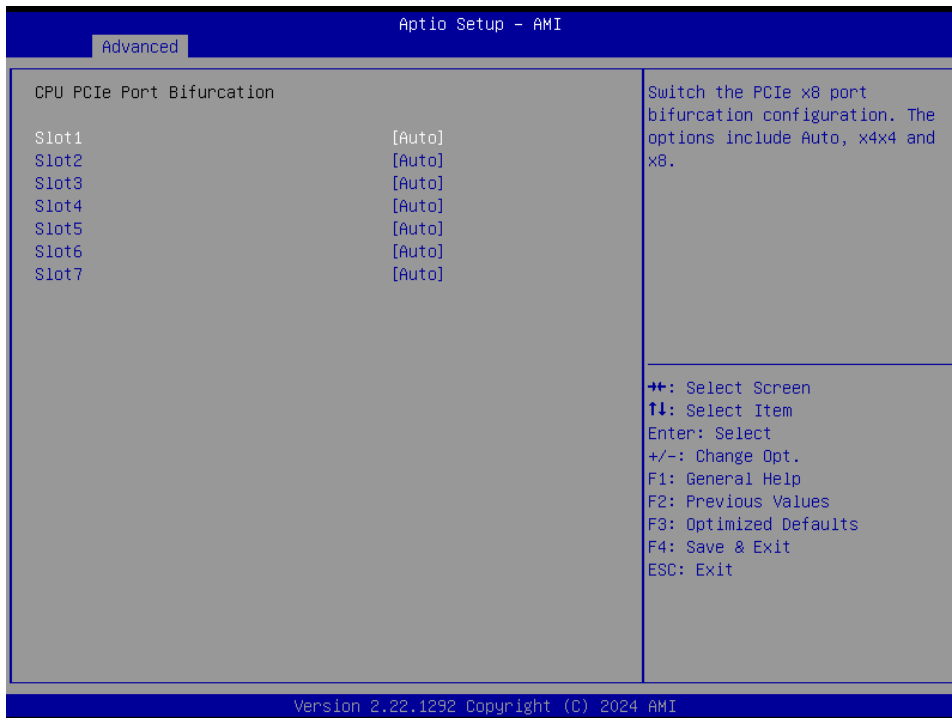 Aptio Setup – AMI
Advanced
CPU PCIe Port Bifurcation
Slot1 [Auto]
Slot2 [Auto]
Slot3 [Auto]
Slot4 [Auto]
Slot5 [Auto]
Slot6 [Auto]
Slot7 [Auto]
Switch the PCIe x8 port
bifurcation configuration. The
options include Auto, x4x4 and
x8.
→←: Select Screen
↑↓: Select Item
Enter: Select
+/-: Change Opt.
F1: General Help
F2: Previous Values
F3: Optimized Defaults
F4: Save & Exit
ESC: Exit
Version 2.22.1292 Copyright (C) 2024 AMI